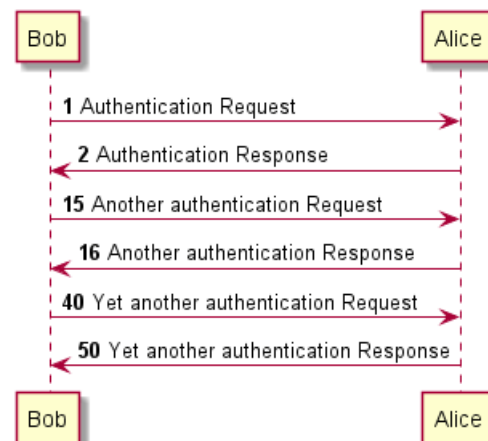 Bob Alice
1 Authentication Request
2 Authentication Response
15 Another authentication Request
16 Another authentication Response
40 Yet another authentication Request
50 Yet another authentication Response
Bob Alice